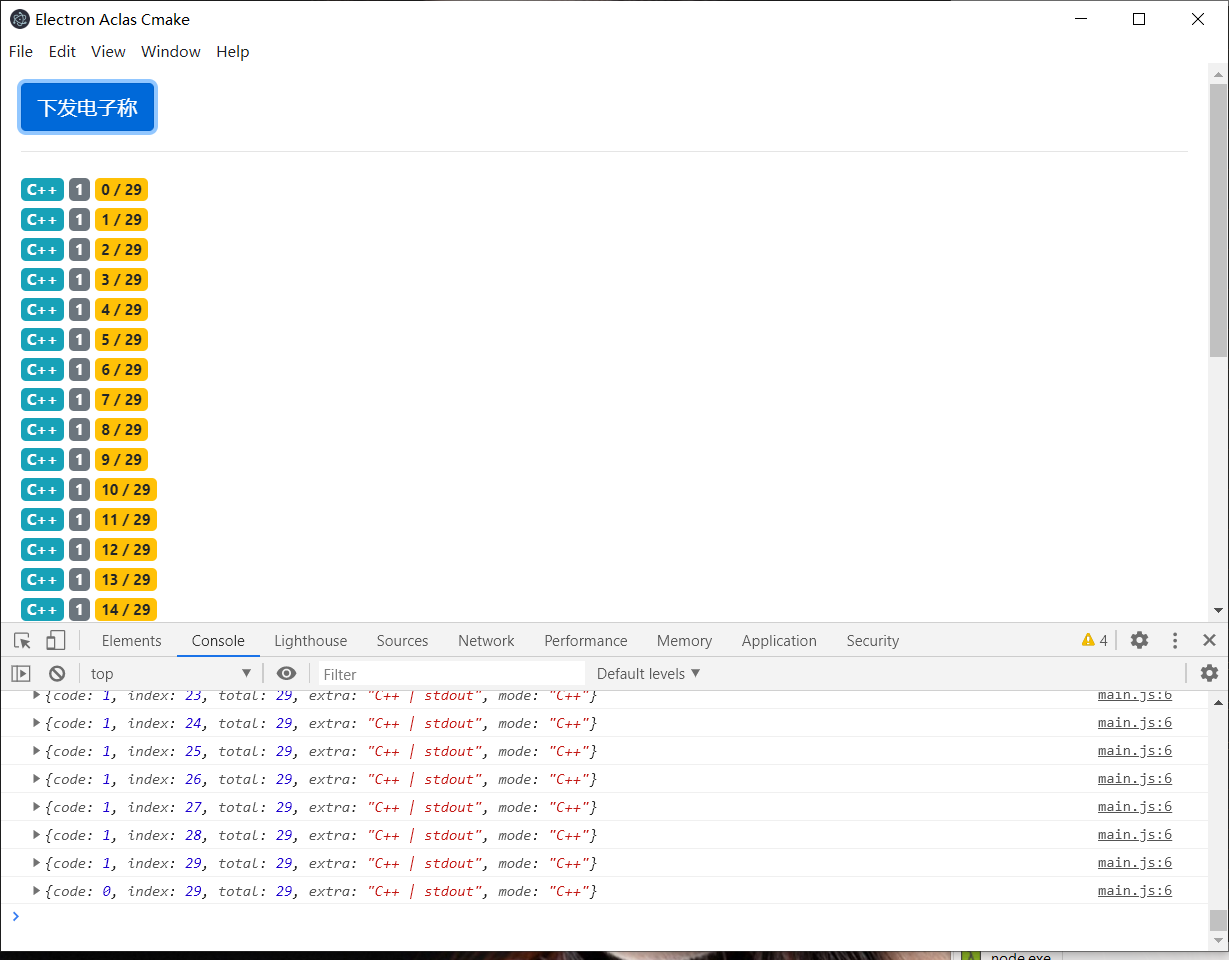 Electron Aclas Cmake
File Edit View Window Help
下发电子称
C++ 1 0 / 29
C++ 1 1 / 29
C++ 1 2 / 29
C++ 1 3 / 29
C++ 1 4 / 29
C++ 1 5 / 29
C++ 1 6 / 29
C++ 1 7 / 29
C++ 1 8 / 29
C++ 1 9 / 29
C++ 1 10 / 29
C++ 1 11 / 29
C++ 1 12 / 29
C++ 1 13 / 29
C++ 1 14 / 29
Elements Console Lighthouse Sources Network Performance Memory Application Security 4
top Filter Default levels
{code: 1, index: 23, total: 29, extra: "C++ | stdout", mode: "C++"} main.js:6
{code: 1, index: 24, total: 29, extra: "C++ | stdout", mode: "C++"} main.js:6
{code: 1, index: 25, total: 29, extra: "C++ | stdout", mode: "C++"} main.js:6
{code: 1, index: 26, total: 29, extra: "C++ | stdout", mode: "C++"} main.js:6
{code: 1, index: 27, total: 29, extra: "C++ | stdout", mode: "C++"} main.js:6
{code: 1, index: 28, total: 29, extra: "C++ | stdout", mode: "C++"} main.js:6
{code: 1, index: 29, total: 29, extra: "C++ | stdout", mode: "C++"} main.js:6
{code: 0, index: 29, total: 29, extra: "C++ | stdout", mode: "C++"} main.js:6
node.exe